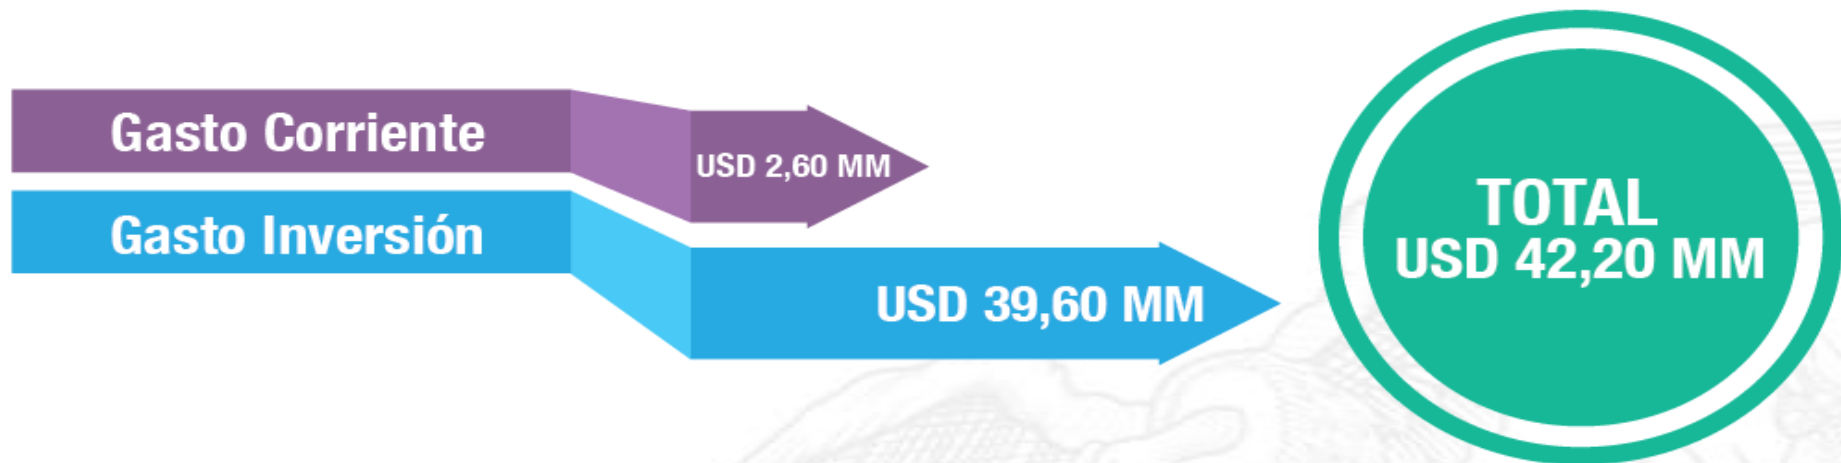 Gasto Corriente
USD 2,60 MM
Gasto Inversión
USD 39,60 MM
TOTAL
USD 42,20 MM